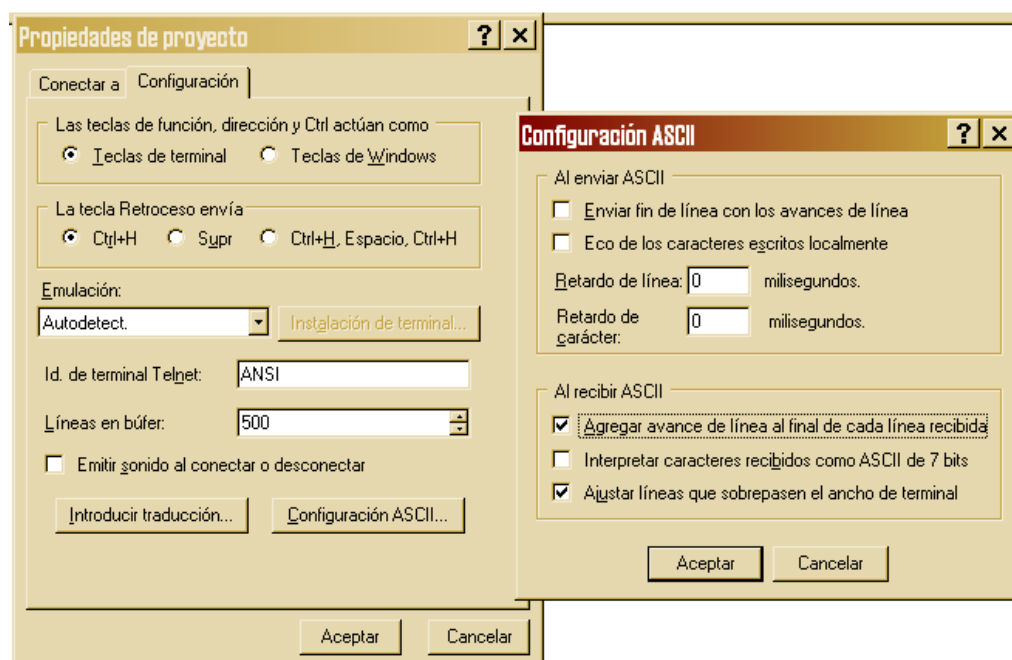 Propiedades de proyecto
Conectar a Configuración
Las teclas de función, dirección y Ctrl actúan como
Teclas de terminal Teclas de Windows
La tecla Retroceso envía
Ctrl+H Supr Ctrl+H, Espacio, Ctrl+H
Emulación:
Autodetect. Instalación de terminal...
Id. de terminal Telnet: ANSI
Líneas en búfer: 500
Emitir sonido al conectar o desconectar
Introducir traducción... Configuración ASCII...
Aceptar Cancelar
Configuración ASCII
Al enviar ASCII
Enviar fin de línea con los avances de línea
Eco de los caracteres escritos localmente
Retardo de línea: 0 milisegundos.
Retardo de
carácter: 0 milisegundos.
Al recibir ASCII
Agregar avance de línea al final de cada línea recibida
Interpretar caracteres recibidos como ASCII de 7 bits
Ajustar líneas que sobrepasen el ancho de terminal
Aceptar Cancelar